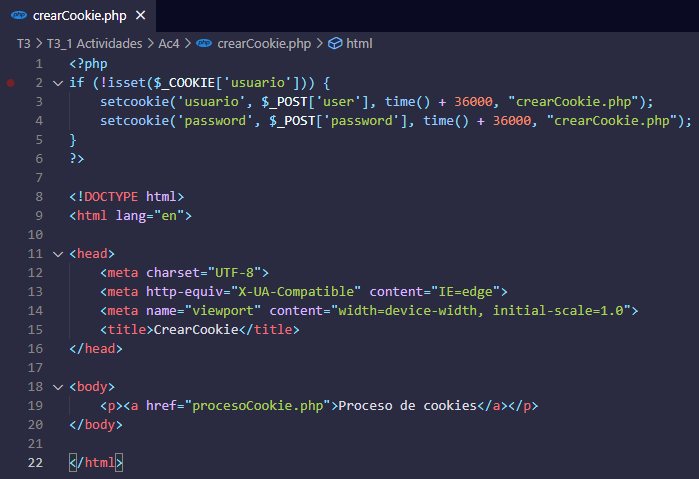 crearCookie.php
T3 > T3_1 Actividades > Ac4 > crearCookie.php > html
1 <?php
2 if (!isset($_COOKIE['usuario'])) {
3 setcookie('usuario', $_POST['user'], time() + 36000, "crearCookie.php");
4 setcookie('password', $_POST['password'], time() + 36000, "crearCookie.php");
5 }
6 ?>
7
8 <!DOCTYPE html>
9 <html lang="en">
10
11 <head>
12 <meta charset="UTF-8">
13 <meta http-equiv="X-UA-Compatible" content="IE=edge">
14 <meta name="viewport" content="width=device-width, initial-scale=1.0">
15 <title>CrearCookie</title>
16 </head>
17
18 <body>
19 <p><a href="procesoCookie.php">Proceso de cookies</a></p>
20 </body>
21
22 </html>